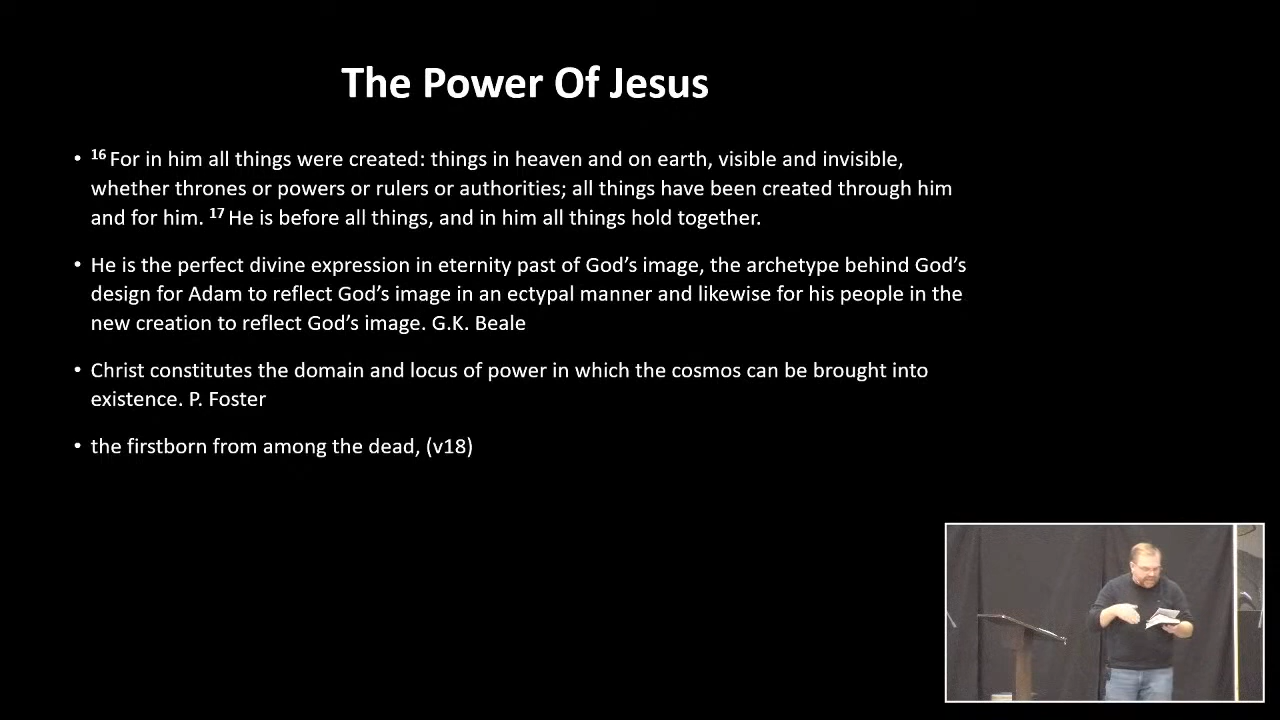 The Power Of Jesus
• ¹⁶ For in him all things were created: things in heaven and on earth, visible and invisible,
whether thrones or powers or rulers or authorities; all things have been created through him
and for him. ¹⁷ He is before all things, and in him all things hold together.
• He is the perfect divine expression in eternity past of God’s image, the archetype behind God’s
design for Adam to reflect God’s image in an ectypal manner and likewise for his people in the
new creation to reflect God’s image. G.K. Beale
• Christ constitutes the domain and locus of power in which the cosmos can be brought into
existence. P. Foster
• the firstborn from among the dead, (v18)